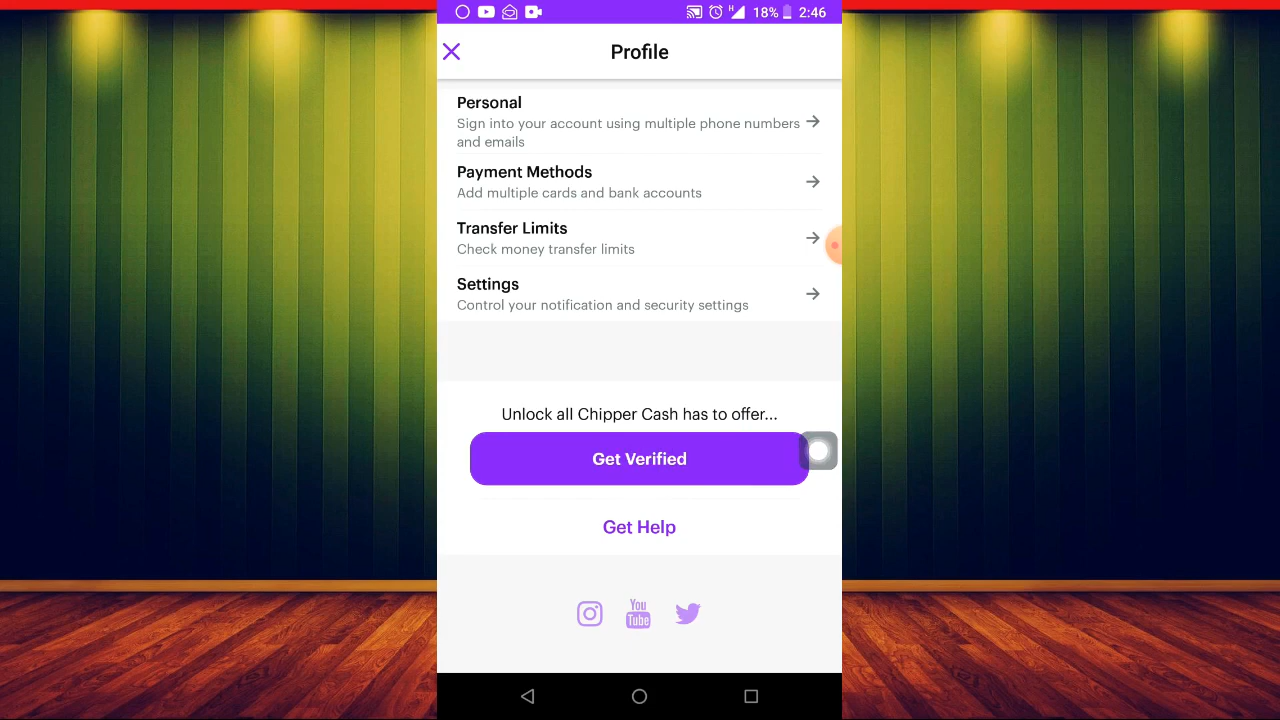 H 18% 2:46
Profile
Personal
Sign into your account using multiple phone numbers
and emails
Payment Methods
Add multiple cards and bank accounts
Transfer Limits
Check money transfer limits
Settings
Control your notification and security settings
Unlock all Chipper Cash has to offer...
Get Verified
Get Help
You
Tube